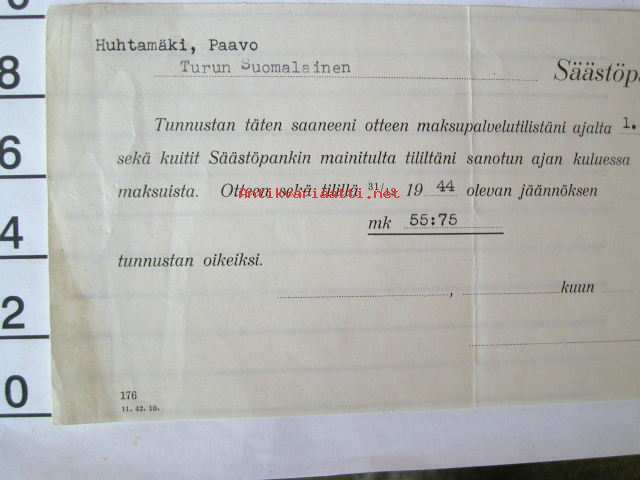 Huhtamäki, Paavo
Turun Suomalainen Säästöp
Tunnustan täten saaneeni otteen maksupalvelutilistäni ajalta 1.
sekä kuitit Säästöpankin mainitulta tililtäni sanotun ajan kuluessa
maksuista. Otteen sekä tilillä 31/12 19 44 olevan jäännöksen
Antikvariaatti.net
mk 55:75
tunnustan oikeiksi.
, kuun
176
11. 42. 10.
8
6
4
2
0